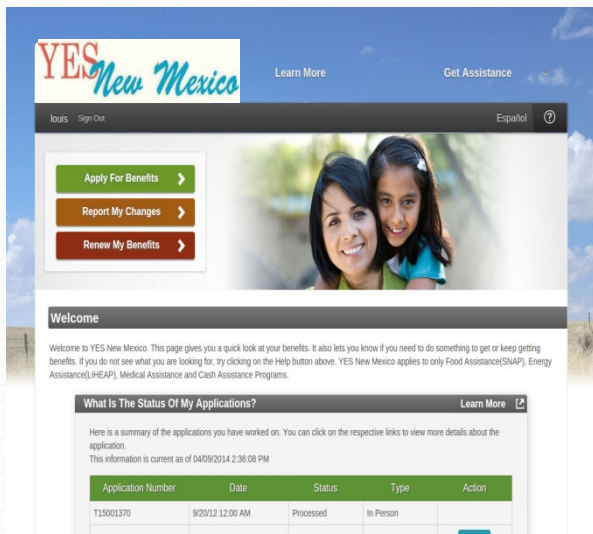 YES
New Mexico
Learn More
Get Assistance
louis Sign Out
Español ?
Apply For Benefits
Report My Changes
Renew My Benefits
Welcome
Welcome to YES New Mexico. This page gives you a quick look at your benefits. It also lets you know if you need to do something to get or keep getting
benefits. If you do not see what you are looking for, try clicking on the Help button above. YES New Mexico applies to only Food Assistance(SNAP), Energy
Assistance(LIHEAP), Medical Assistance and Cash Assistance Programs.
What Is The Status Of My Applications? Learn More
Here is a summary of the applications you have worked on. You can click on the respective links to view more details about the
application.
This information is current as of 04/09/2014 2:36:08 PM
Application Number Date Status Type Action
T15001370 9/20/12 12:00 AM Processed In Person